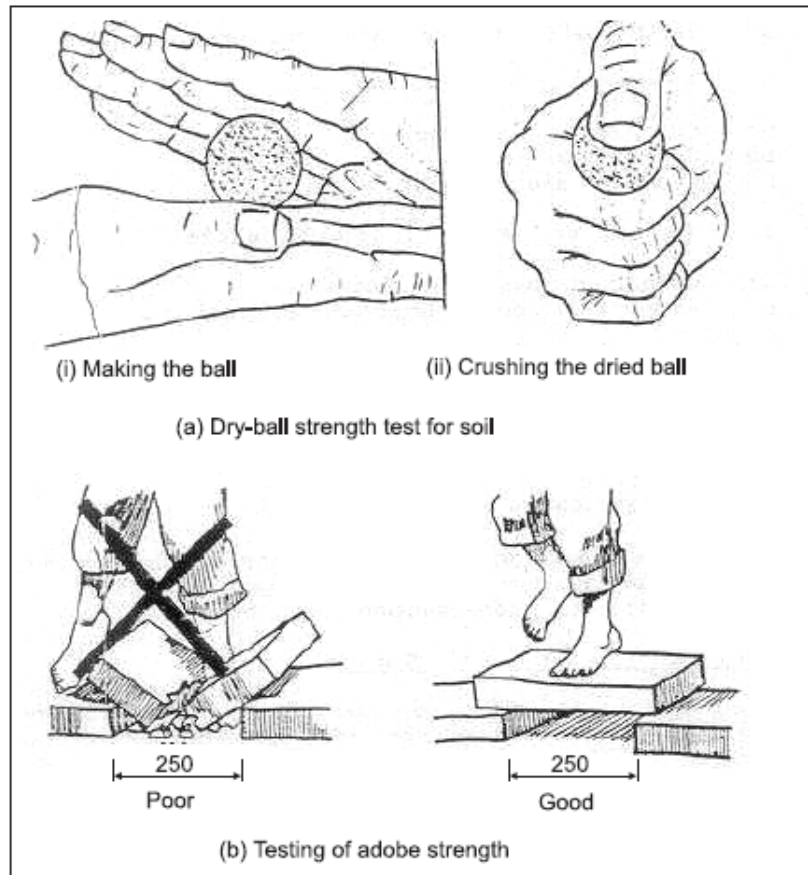 (i) Making the ball
(ii) Crushing the dried ball
(a) Dry-ball strength test for soil
250
Poor
250
Good
(b) Testing of adobe strength